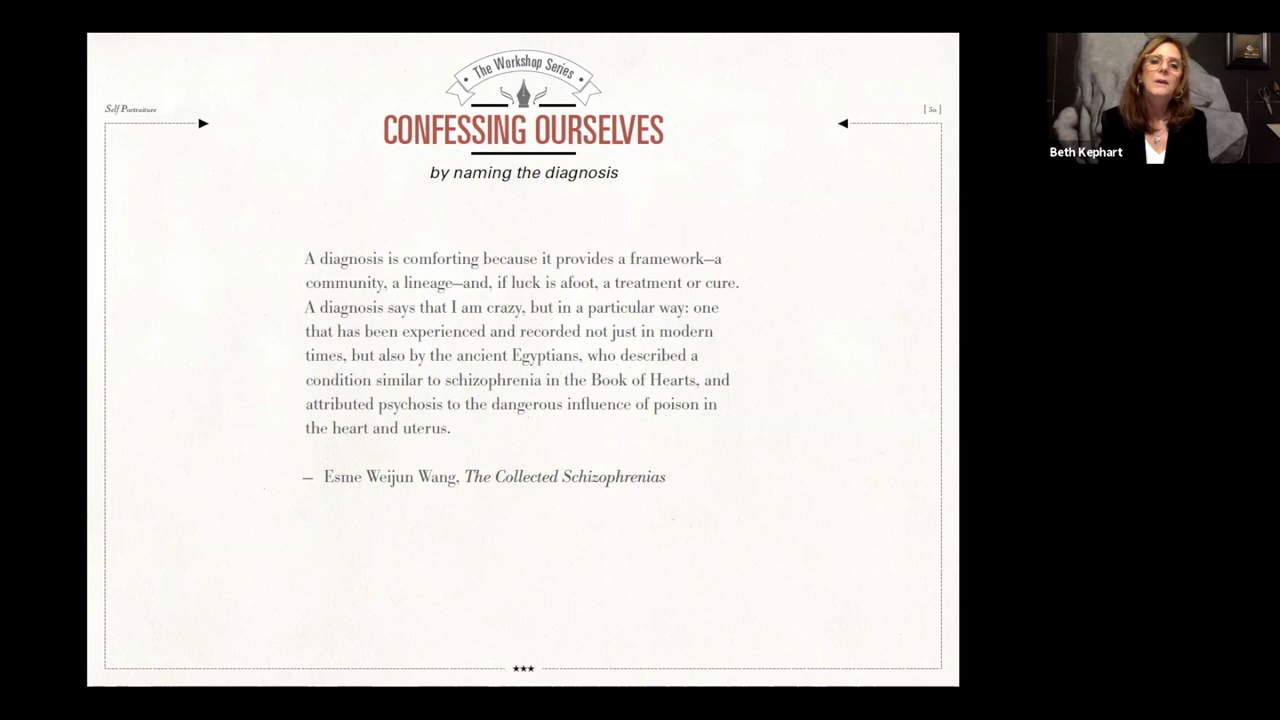 The Workshop Series
Self Portraiture
[ 5a ]
CONFESSING OURSELVES
by naming the diagnosis
Beth Kephart
A diagnosis is comforting because it provides a framework—a
community, a lineage—and, if luck is afoot, a treatment or cure.
A diagnosis says that I am crazy, but in a particular way: one
that has been experienced and recorded not just in modern
times, but also by the ancient Egyptians, who described a
condition similar to schizophrenia in the Book of Hearts, and
attributed psychosis to the dangerous influence of poison in
the heart and uterus.
— Esme Weijun Wang, The Collected Schizophrenias